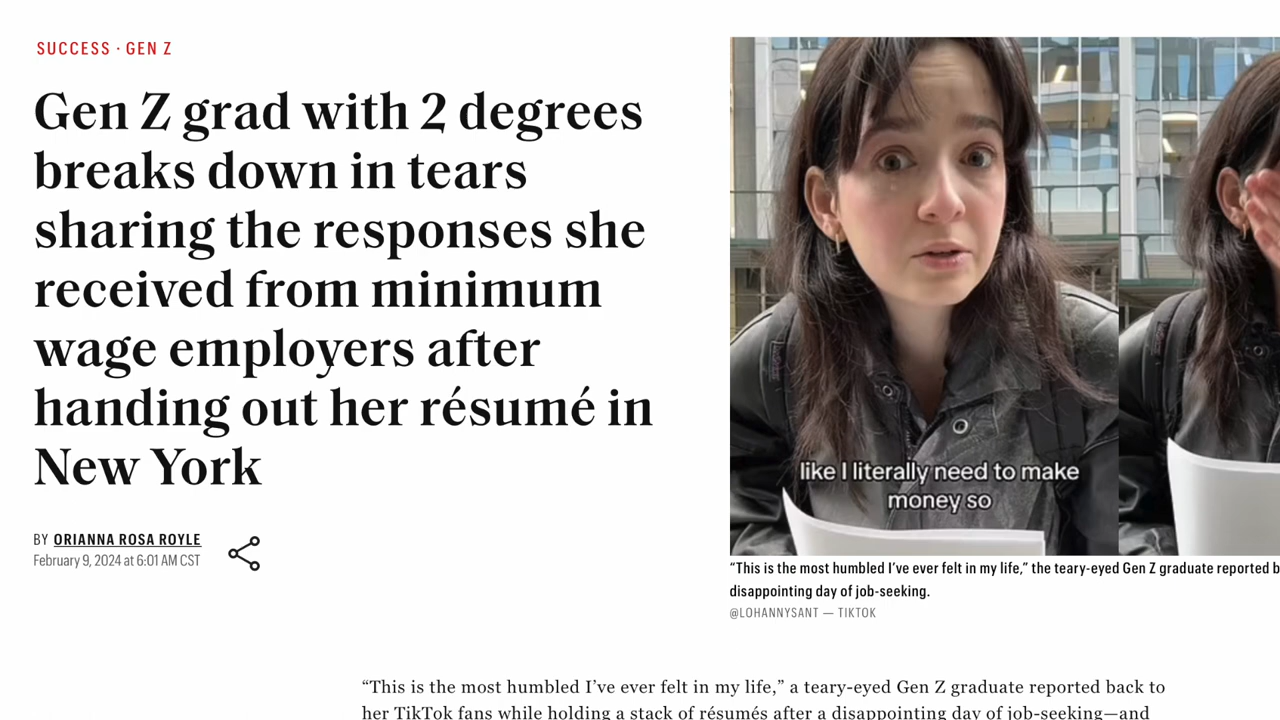 SUCCESS · GEN Z
Gen Z grad with 2 degrees
breaks down in tears
sharing the responses she
received from minimum
wage employers after
handing out her résumé in
New York
BY ORIANNA ROSA ROYLE
February 9, 2024 at 6:01 AM CST
like I literally need to make
money so
“This is the most humbled I’ve ever felt in my life,” the teary-eyed Gen Z graduate reported b
disappointing day of job-seeking.
@LOHANNYSANT — TIKTOK
“This is the most humbled I’ve ever felt in my life,” a teary-eyed Gen Z graduate reported back to
her TikTok fans while holding a stack of résumés after a disappointing day of job-seeking—and